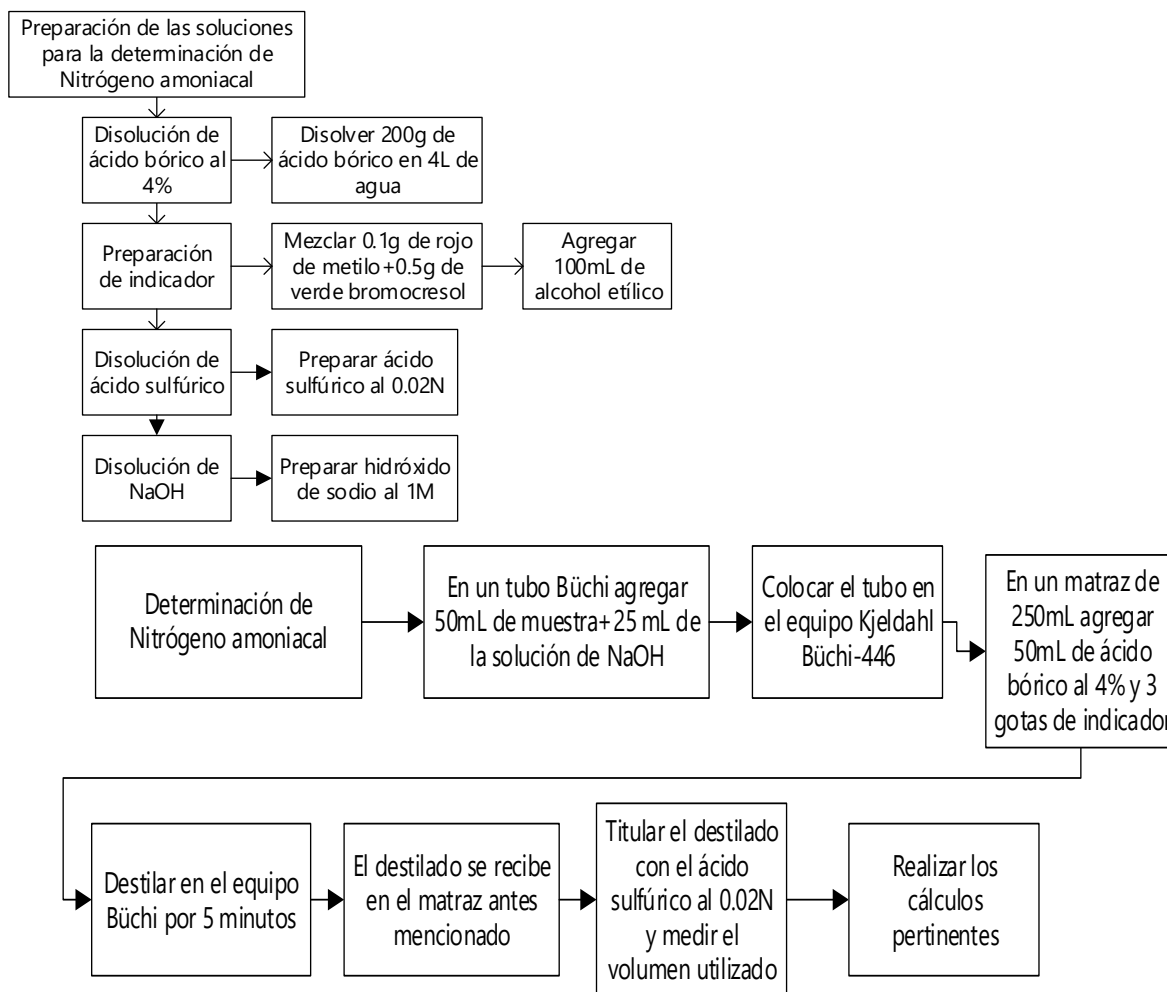 Preparación de las soluciones
para la determinación de
Nitrógeno amoniacal
Disolución de
ácido bórico al
4%
Disolver 200g de
ácido bórico en 4L de
agua
Preparación
de indicador
Mezclar 0.1g de rojo
de metilo+0.5g de
verde bromocresol
Agregar
100mL de
alcohol etílico
Disolución de
ácido sulfúrico
Preparar ácido
sulfúrico al 0.02N
Disolución de
NaOH
Preparar hidróxido
de sodio al 1M
Determinación de
Nitrógeno amoniacal
En un tubo Büchi agregar
50mL de muestra+25 mL de
la solución de NaOH
Colocar el tubo en
el equipo Kjeldahl
Büchi-446
En un matraz de
250mL agregar
50mL de ácido
bórico al 4% y 3
gotas de indicador
Destilar en el equipo
Büchi por 5 minutos
El destilado se recibe
en el matraz antes
mencionado
Titular el destilado
con el ácido
sulfúrico al 0.02N
y medir el
volumen utilizado
Realizar los
cálculos
pertinentes